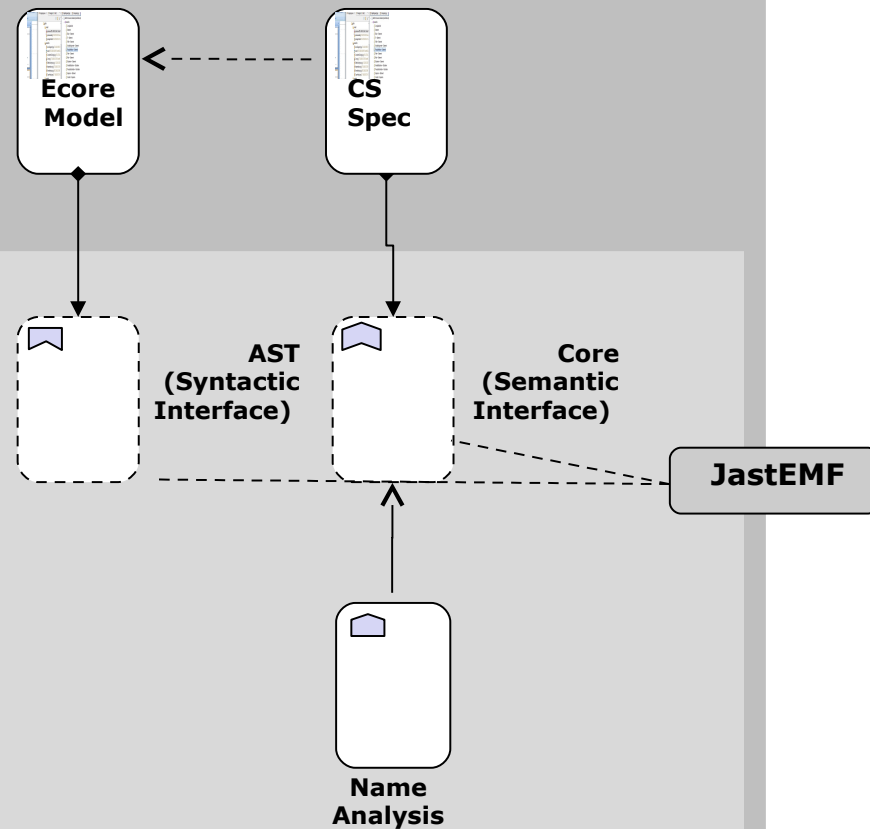 Ecore
Model
CS
Spec
AST
(Syntactic
Interface)
Core
(Semantic
Interface)
JastEMF
Name
Analysis